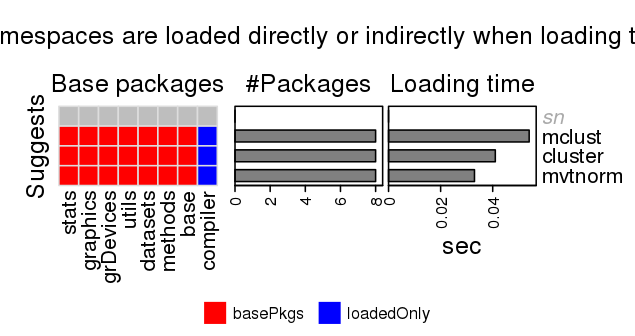 mespaces are loaded directly or indirectly when loading t
Base packages
#Packages
Loading time
Suggests
sn
mclust
cluster
mvtnorm
stats
graphics
grDevices
utils
datasets
methods
base
compiler
0
2
4
6
8
0
0.02
0.04
sec
basePkgs
loadedOnly